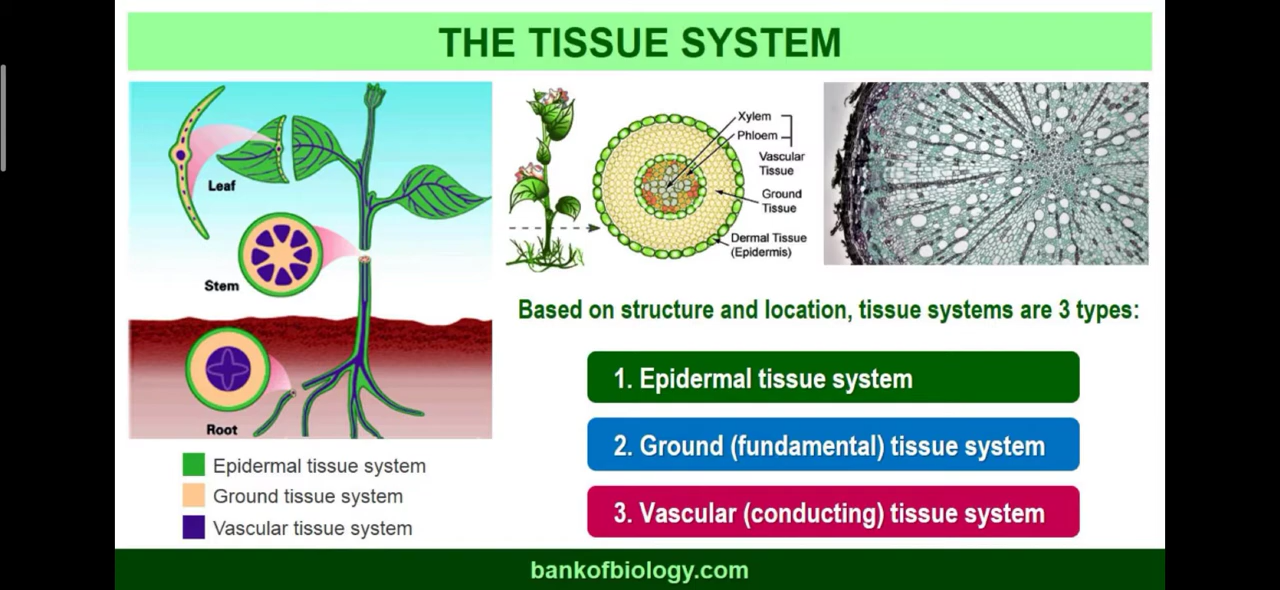 THE TISSUE SYSTEM
Leaf
Stem
Root
Epidermal tissue system
Ground tissue system
Vascular tissue system
Xylem
Phloem
Vascular
Tissue
Ground
Tissue
Dermal Tissue
(Epidermis)
Based on structure and location, tissue systems are 3 types:
1. Epidermal tissue system
2. Ground (fundamental) tissue system
3. Vascular (conducting) tissue system
bankofbiology.com